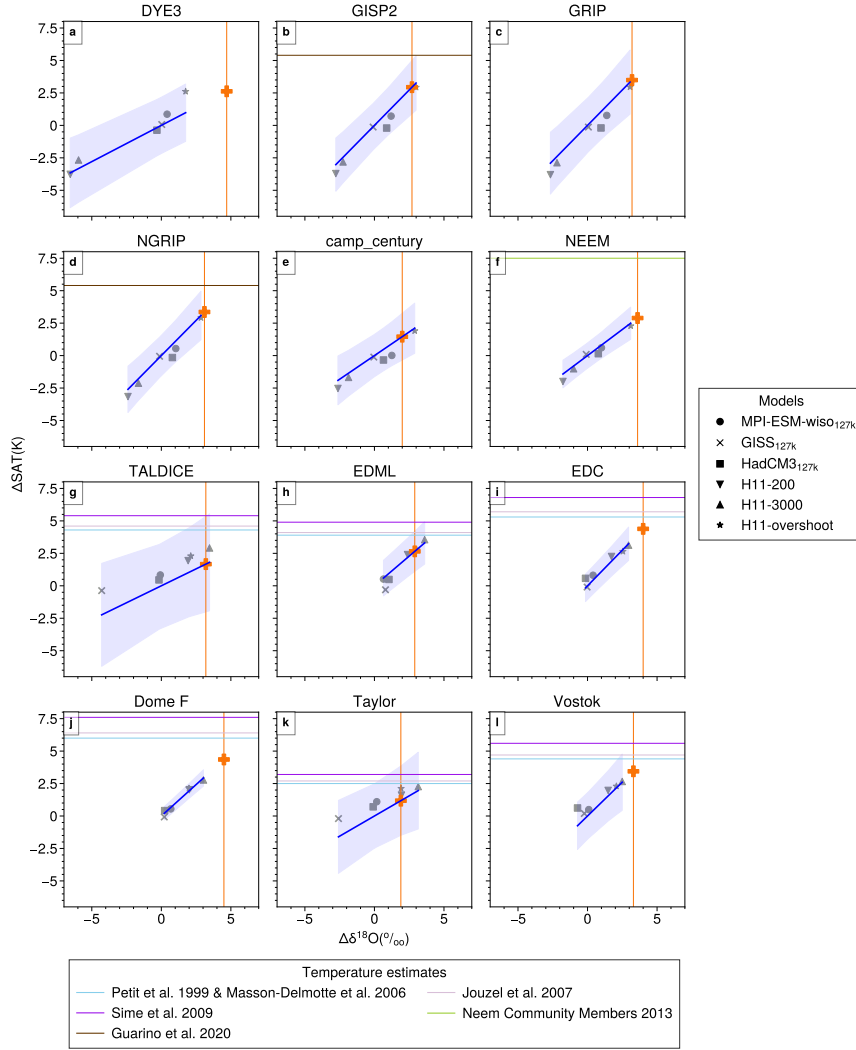 DYE3
GISP2
GRIP
a
b
c
7.5
5
2.5
0
−2.5
−5
NGRIP
camp_century
NEEM
d
e
f
7.5
5
2.5
0
−2.5
−5
ΔSAT(K)
TALDICE
EDML
EDC
g
h
i
7.5
5
2.5
0
−2.5
−5
Dome F
Taylor
Vostok
j
k
l
7.5
5
2.5
0
−2.5
−5
−5 0 5
−5 0 5
−5 0 5
Δδ¹⁸O(⁰/₀₀)
Models
MPI-ESM-wiso₁₂₇ₖ
GISS₁₂₇ₖ
HadCM3₁₂₇ₖ
H11-200
H11-3000
H11-overshoot
Temperature estimates
Petit et al. 1999 & Masson-Delmotte et al. 2006
Sime et al. 2009
Guarino et al. 2020
Jouzel et al. 2007
Neem Community Members 2013